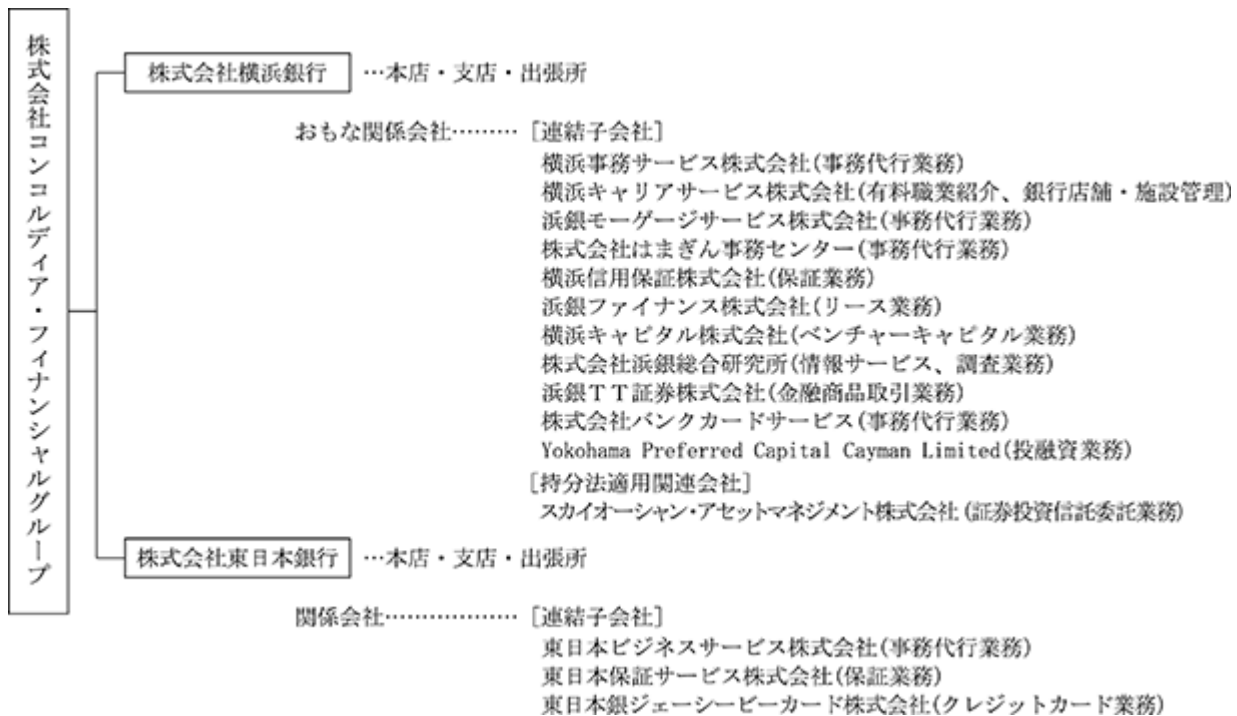 株式会社コンコルディア・フィナンシャルグループ
株式会社横浜銀行 …本店・支店・出張所
おもな関係会社……… [連結子会社]
横浜事務サービス株式会社(事務代行業務)
横浜キャリアサービス株式会社(有料職業紹介、銀行店舗・施設管理)
浜銀モーゲージサービス株式会社(事務代行業務)
株式会社はまぎん事務センター(事務代行業務)
横浜信用保証株式会社(保証業務)
浜銀ファイナンス株式会社(リース業務)
横浜キャピタル株式会社(ベンチャーキャピタル業務)
株式会社浜銀総合研究所(情報サービス、調査業務)
浜銀TT証券株式会社(金融商品取引業務)
株式会社バンクカードサービス(事務代行業務)
Yokohama Preferred Capital Cayman Limited(投融資業務)
[持分法適用関連会社]
スカイオーシャン・アセットマネジメント株式会社(証券投資信託委託業務)
株式会社東日本銀行 …本店・支店・出張所
関係会社……………… [連結子会社]
東日本ビジネスサービス株式会社(事務代行業務)
東日本保証サービス株式会社(保証業務)
東日本銀ジェーシービーカード株式会社(クレジットカード業務)